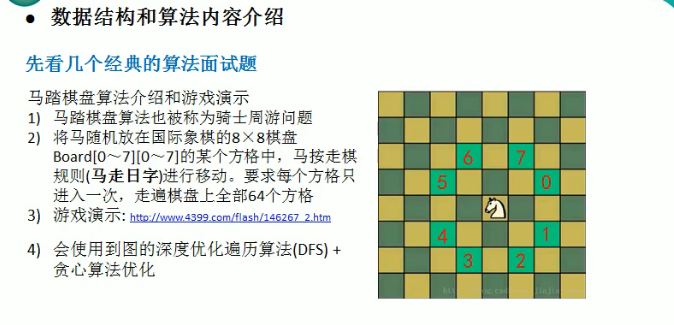 ● 数据结构和算法内容介绍
先看几个经典的算法面试题
马踏棋盘算法介绍和游戏演示
1) 马踏棋盘算法也被称为骑士周游问题
2) 将马随机放在国际象棋的8×8棋盘
Board[0～7][0～7]的某个方格中，马按走棋
规则(马走日字)进行移动。要求每个方格只
进入一次，走遍棋盘上全部64个方格
3) 游戏演示: http://www.4399.com/flash/146267_2.htm
4) 会使用到图的深度优化遍历算法(DFS) +
贪心算法优化
6 7
5 0
4 1
3 2